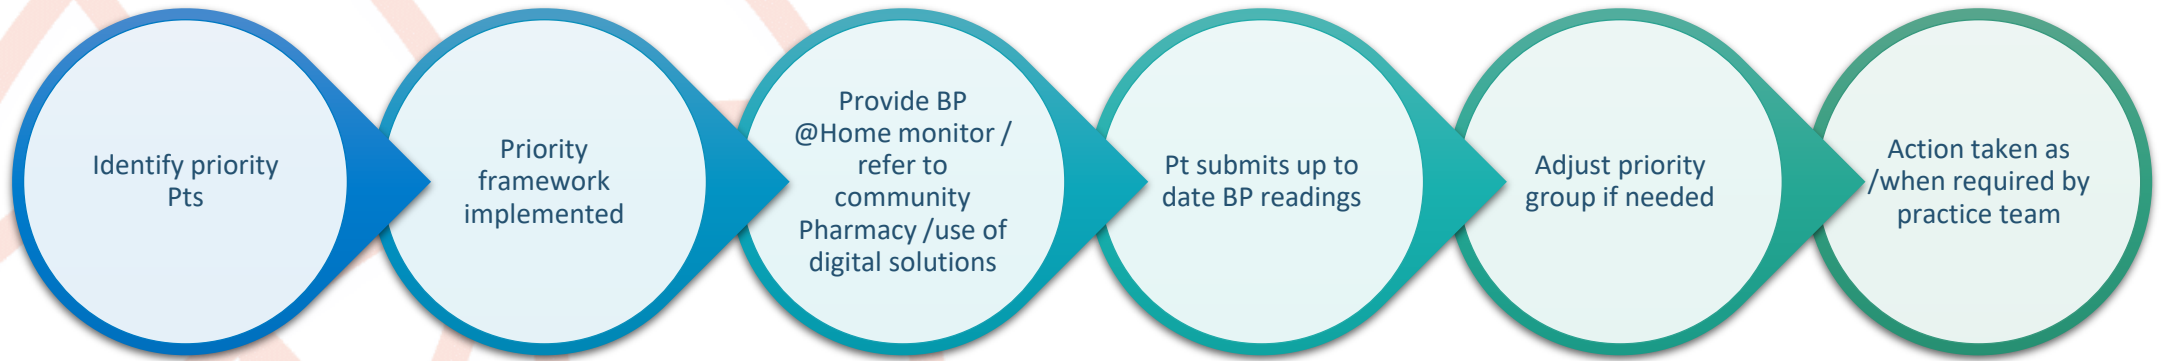 Identify priority
Pts
Priority
framework
implemented
Provide BP
@Home monitor /
refer to
community
Pharmacy /use of
digital solutions
Pt submits up to
date BP readings
Adjust priority
group if needed
Action taken as
/when required by
practice team